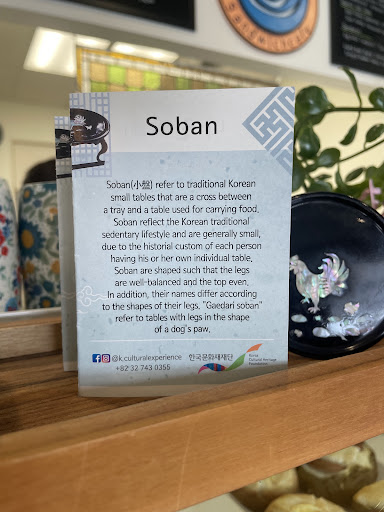 Soban
Soban(小盤) refer to traditional Korean
small tables that are a cross between
a tray and a table used for carrying food.
Soban reflect the Korean traditional
sedentary lifestyle and are generally small,
due to the historial custom of each person
having his or her own individual table.
Soban are shaped such that the legs
are well-balanced and the top even.
In addition, their names differ according
to the shapes of their legs. "Gaedari soban"
refer to tables with legs in the shape
of a dog's paw.
@k.culturalexperience
+82 32 743 0355
한국문화재재단
Korea
Cultural Heritage
Foundation